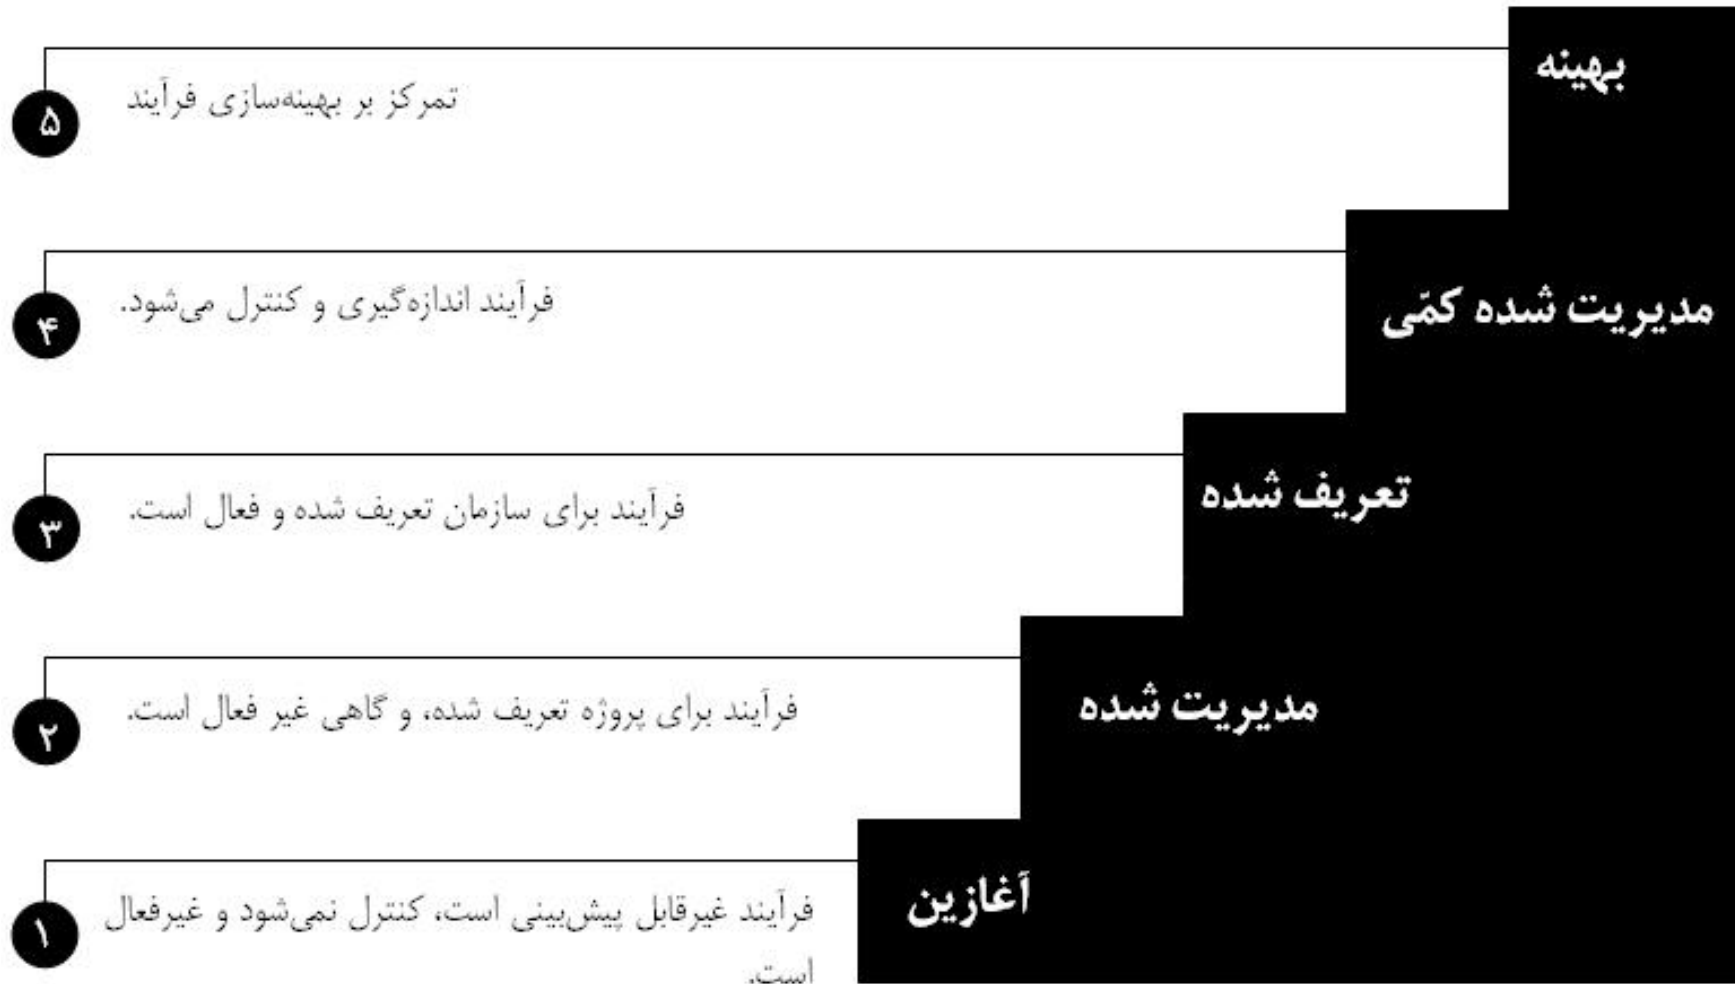 بهینه
تمرکز بر بهینه‌سازی فرآیند
۵
مدیریت شده کمّی
فرآیند اندازه‌گیری و کنترل می‌شود.
۴
تعریف شده
فرآیند برای سازمان تعریف شده و فعال است.
۳
مدیریت شده
فرآیند برای پروژه تعریف شده، و گاهی غیر فعال است.
۲
آغازین
فرآیند غیرقابل پیش‌بینی است، کنترل نمی‌شود و غیرفعال
است.
۱